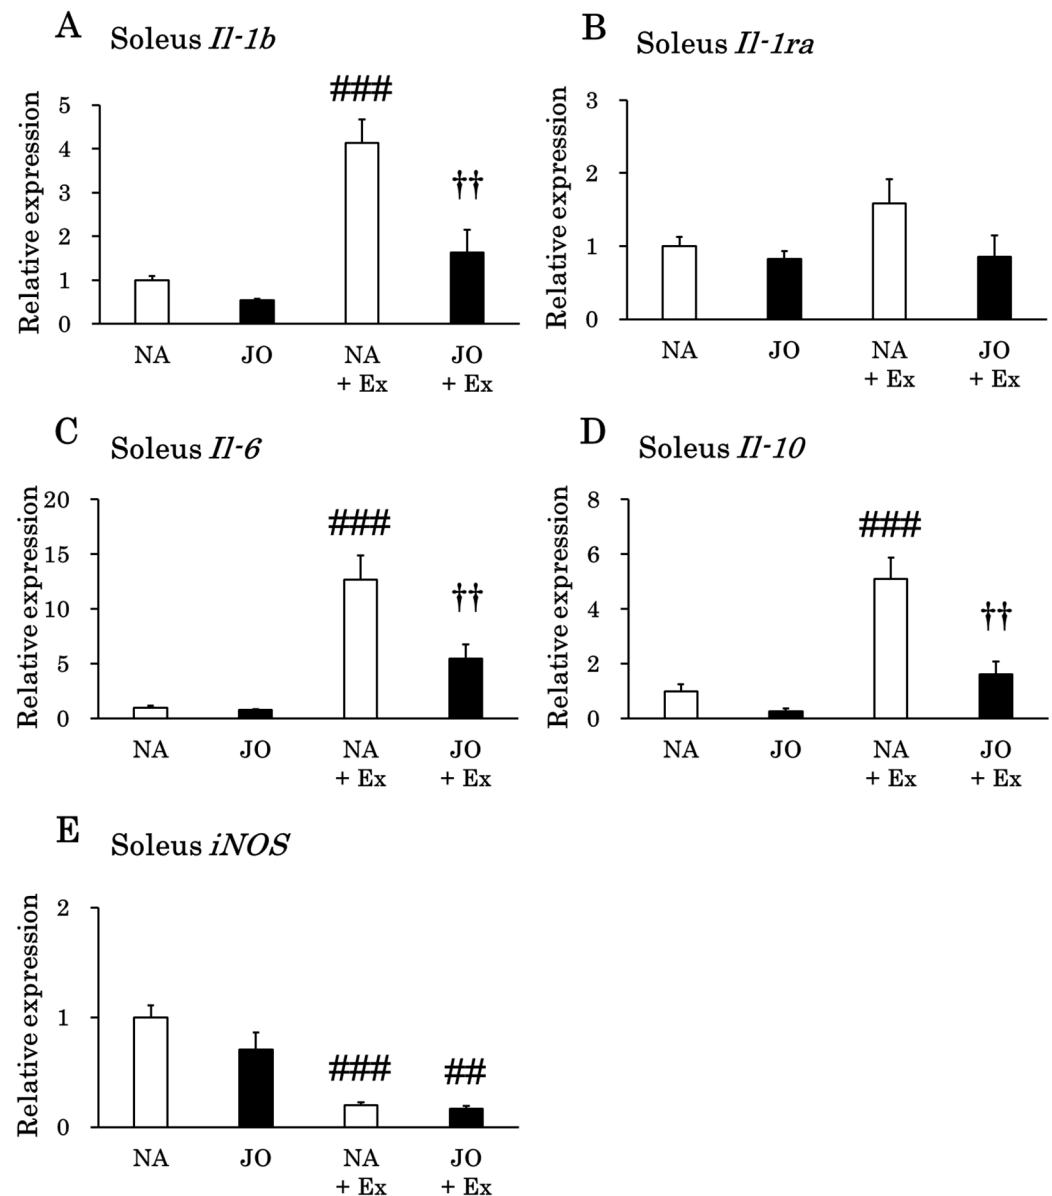 A
Soleus Il-1b
Relative expression
5
4
3
2
1
0
###
††
NA
JO
NA
+ Ex
JO
+ Ex
B
Soleus Il-1ra
Relative expression
3
2
1
0
NA
JO
NA
+ Ex
JO
+ Ex
C
Soleus Il-6
Relative expression
20
15
10
5
0
###
††
NA
JO
NA
+ Ex
JO
+ Ex
D
Soleus Il-10
Relative expression
8
6
4
2
0
###
††
NA
JO
NA
+ Ex
JO
+ Ex
E
Soleus iNOS
Relative expression
2
1
0
###
##
NA
JO
NA
+ Ex
JO
+ Ex